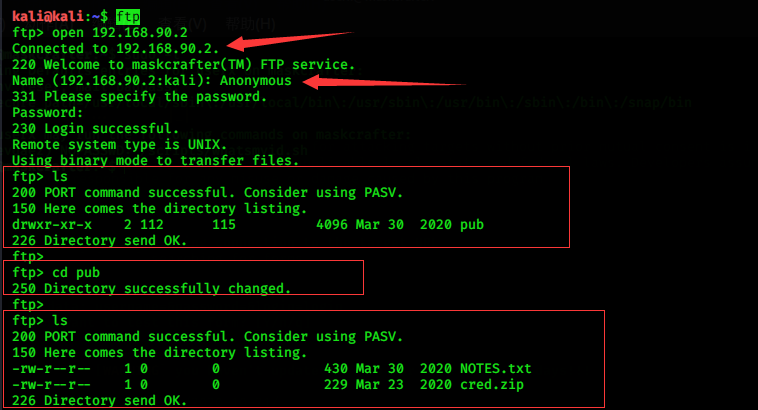 kali@kali:~$ ftp
ftp> open 192.168.90.2
Connected to 192.168.90.2.
220 Welcome to maskcrafter(TM) FTP service.
Name (192.168.90.2:kali): Anonymous
331 Please specify the password.
Password:
230 Login successful.
Remote system type is UNIX.
Using binary mode to transfer files.
ftp> ls
200 PORT command successful. Consider using PASV.
150 Here comes the directory listing.
drwxr-xr-x    2 112      115          4096 Mar 30  2020 pub
226 Directory send OK.
ftp>
ftp> cd pub
250 Directory successfully changed.
ftp>
ftp> ls
200 PORT command successful. Consider using PASV.
150 Here comes the directory listing.
-rw-r--r--    1 0        0             430 Mar 30  2020 NOTES.txt
-rw-r--r--    1 0        0             229 Mar 23  2020 cred.zip
226 Directory send OK.